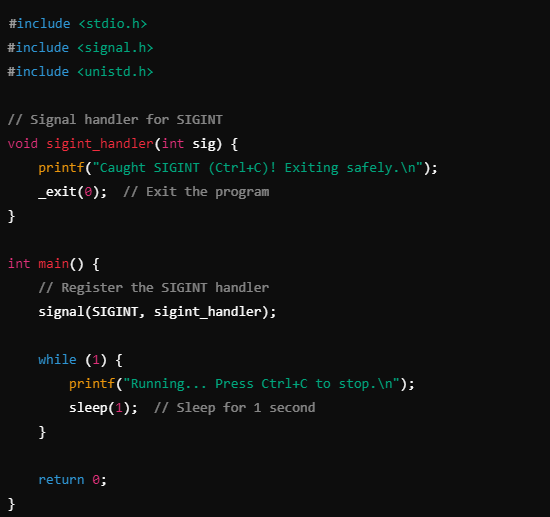 #include <stdio.h>
#include <signal.h>
#include <unistd.h>
// Signal handler for SIGINT
void sigint_handler(int sig) {
    printf("Caught SIGINT (Ctrl+C)! Exiting safely.\n");
    _exit(0);  // Exit the program
}
int main() {
    // Register the SIGINT handler
    signal(SIGINT, sigint_handler);
    while (1) {
        printf("Running... Press Ctrl+C to stop.\n");
        sleep(1);  // Sleep for 1 second
    }
    return 0;
}